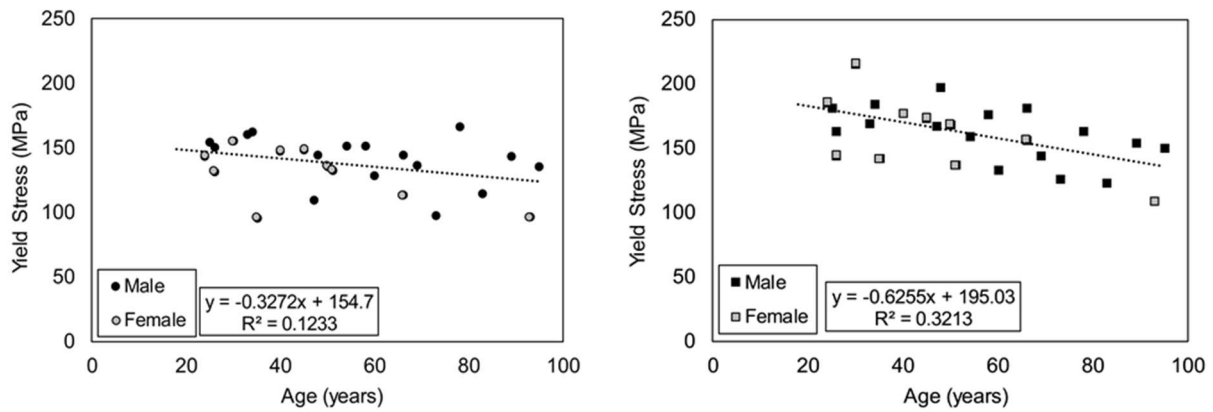 250
200
150
100
50
0
Yield Stress (MPa)
Male
Female
y = -0.3272x + 154.7
R² = 0.1233
0 20 40 60 80 100
Age (years)
250
200
150
100
50
0
Yield Stress (MPa)
Male
Female
y = -0.6255x + 195.03
R² = 0.3213
0 20 40 60 80 100
Age (years)